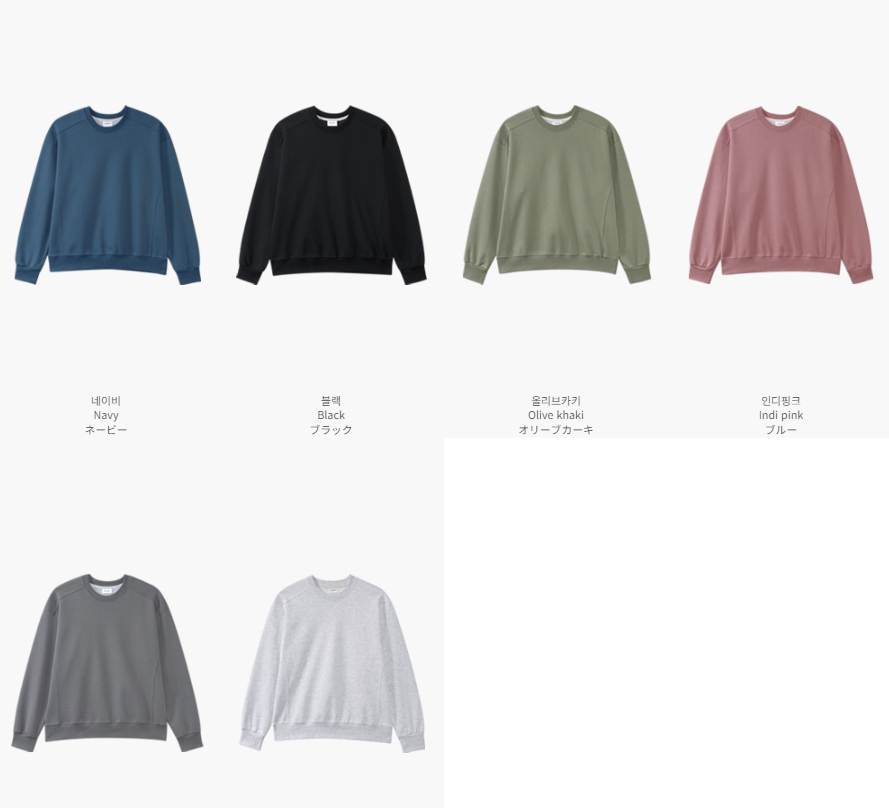 네이비
Navy
ネービー
블랙
Black
ブラック
올리브카키
Olive khaki
オリーブカーキ
인디핑크
Indi pink
ブルー